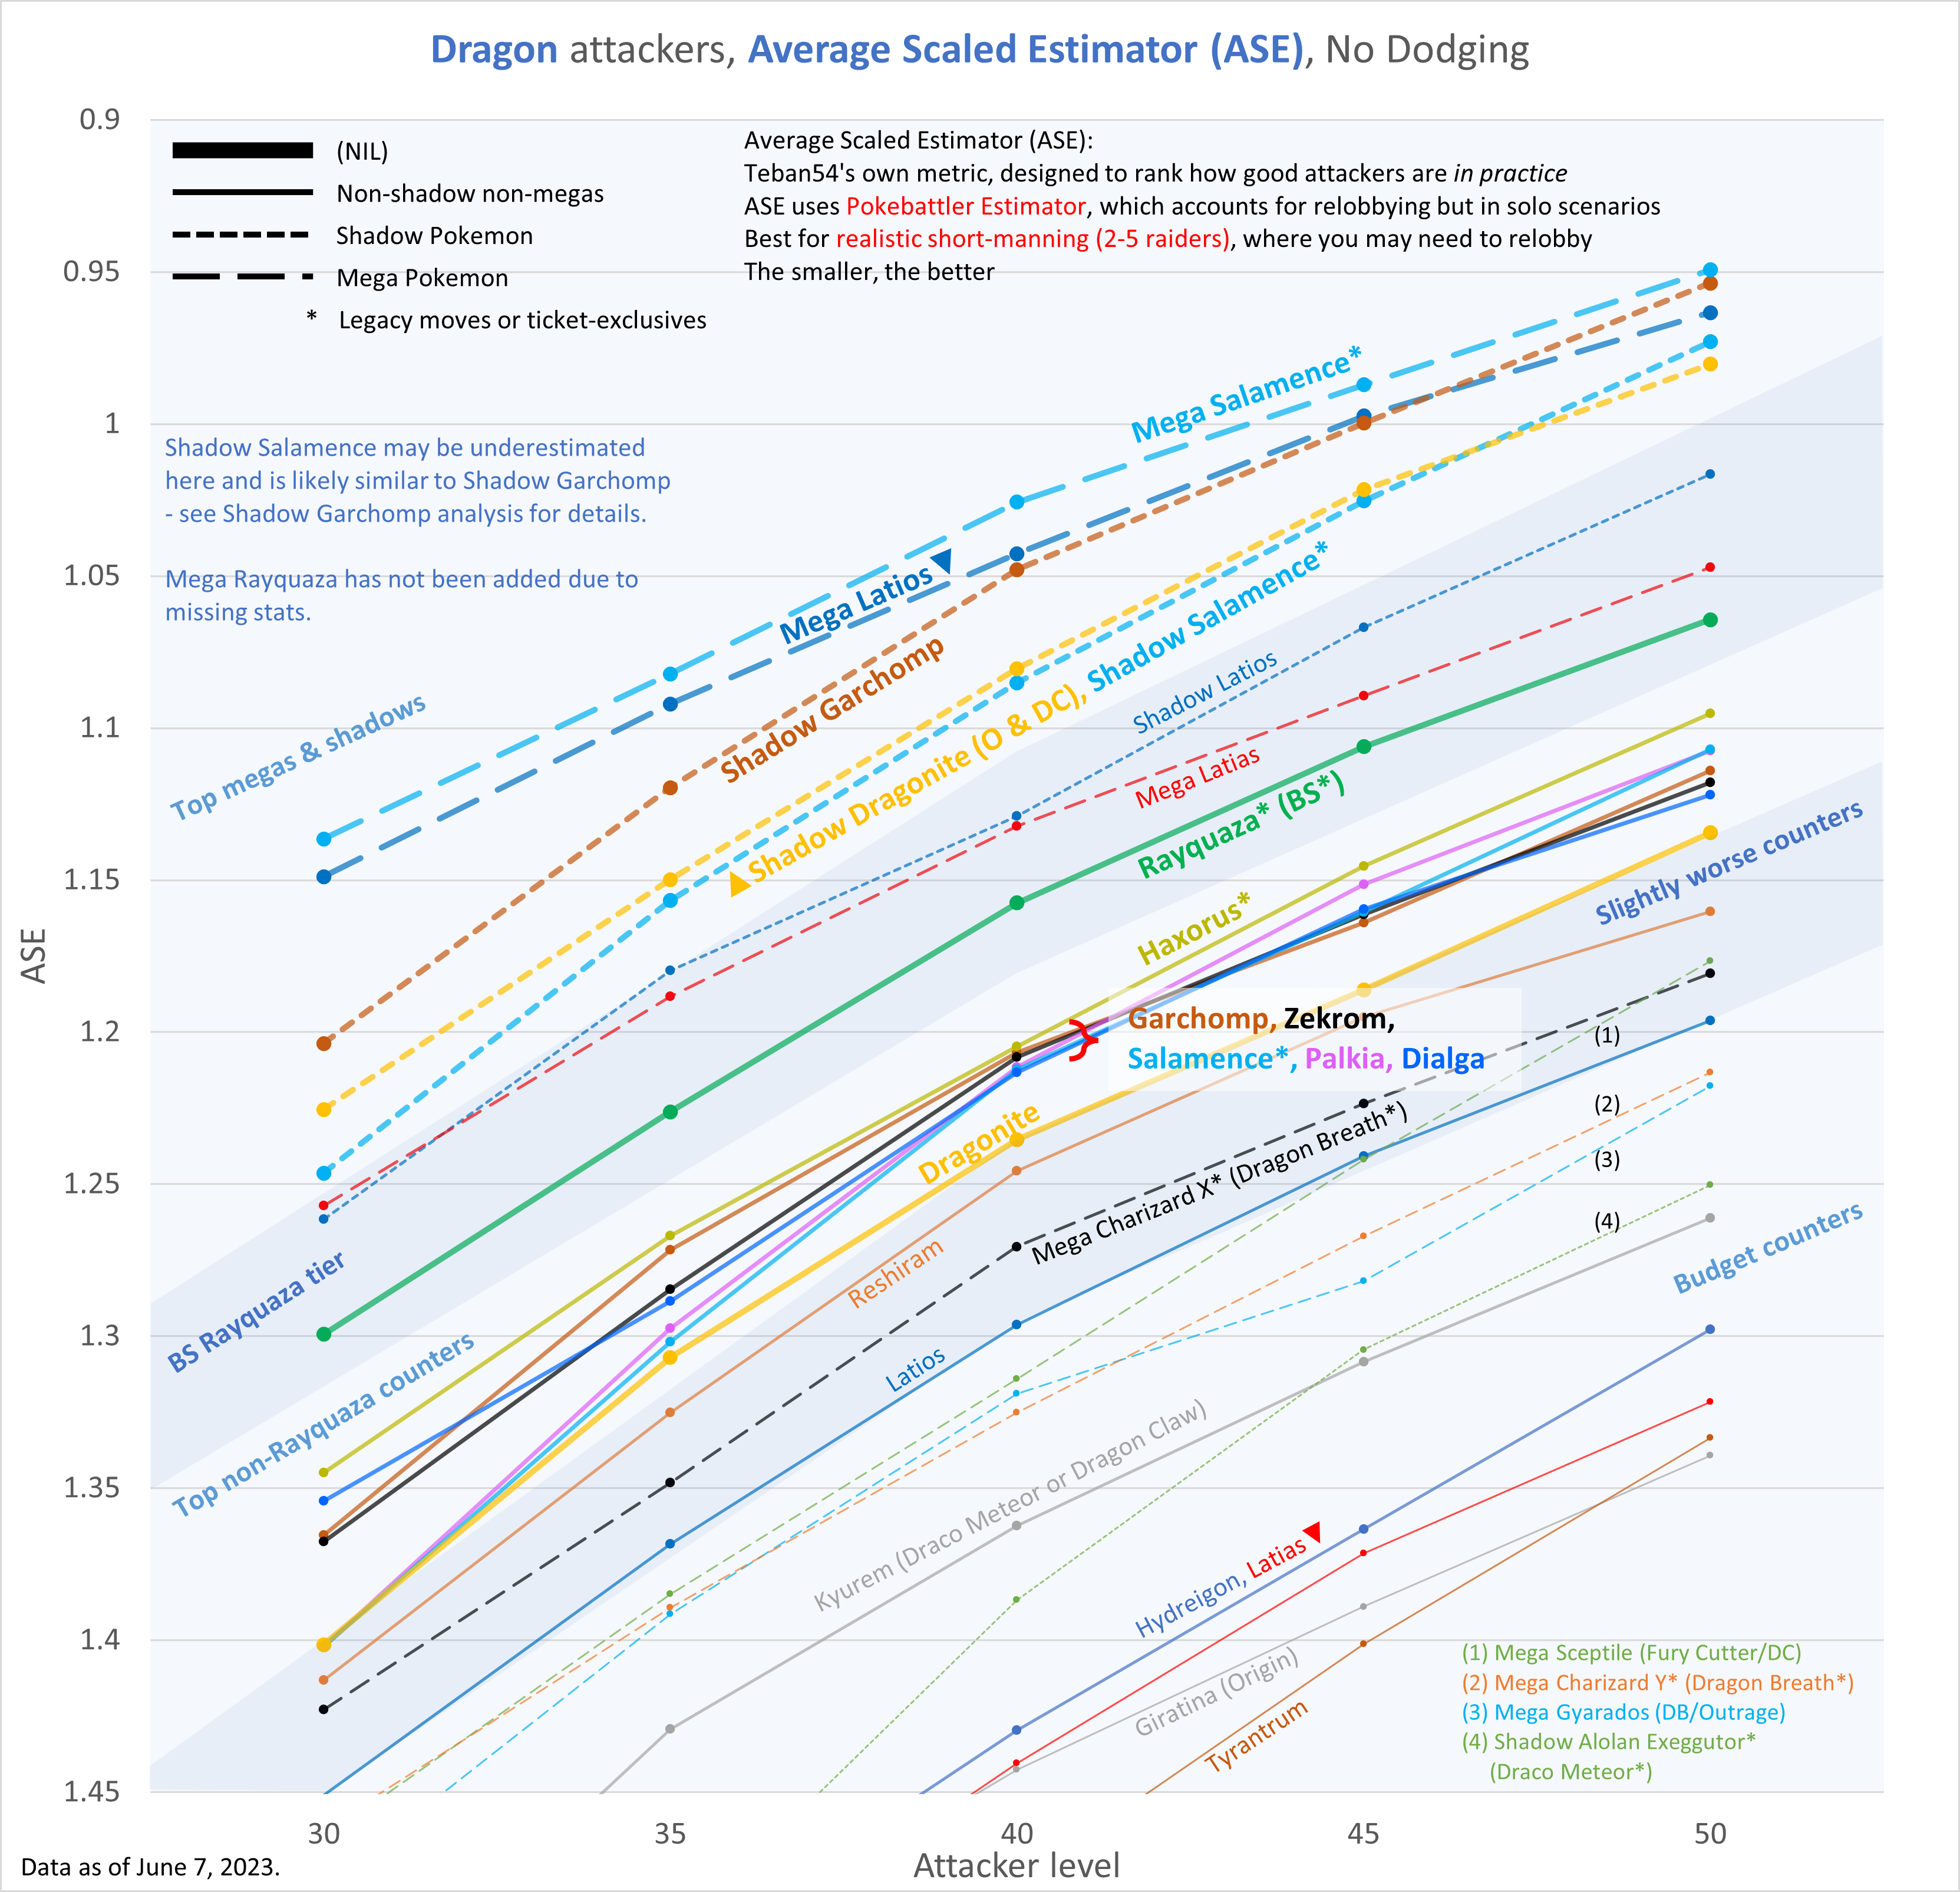 Dragon attackers, Average Scaled Estimator (ASE), No Dodging
0.9
0.95
1
1.05
1.1
1.15
1.2
1.25
1.3
1.35
1.4
1.45
ASE
(NIL)
Non-shadow non-megas
Shadow Pokemon
Mega Pokemon
* Legacy moves or ticket-exclusives
Average Scaled Estimator (ASE):
Teban54's own metric, designed to rank how good attackers are in practice
ASE uses Pokebattler Estimator, which accounts for relobbying but in solo scenarios
Best for realistic short-manning (2-5 raiders), where you may need to relobby
The smaller, the better
Shadow Salamence may be underestimated
here and is likely similar to Shadow Garchomp
- see Shadow Garchomp analysis for details.
Mega Rayquaza has not been added due to
missing stats.
Mega Salamence*
Mega Latios
Shadow Garchomp
Shadow Dragonite (O & DC), Shadow Salamence*
Top megas & shadows
Shadow Latios
Mega Latias
Rayquaza* (BS*)
Haxorus*
Slightly worse counters
Garchomp, Zekrom,
Salamence*, Palkia, Dialga
Dragonite
(1)
(2)
(3)
(4)
Mega Charizard X* (Dragon Breath*)
Reshiram
Latios
BS Rayquaza tier
Top non-Rayquaza counters
Budget counters
Kyurem (Draco Meteor or Dragon Claw)
Hydreigon, Latias
Giratina (Origin)
Tyrantrum
(1) Mega Sceptile (Fury Cutter/DC)
(2) Mega Charizard Y* (Dragon Breath*)
(3) Mega Gyarados (DB/Outrage)
(4) Shadow Alolan Exeggutor*
(Draco Meteor*)
30
35
40
45
50
Attacker level
Data as of June 7, 2023.